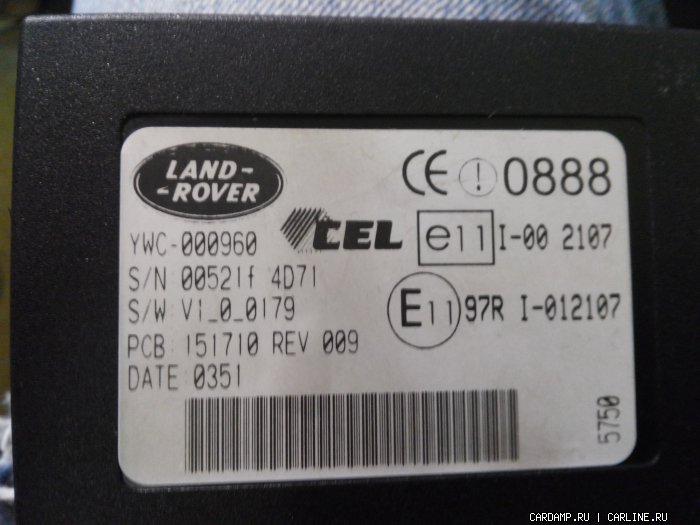 LAND-
-ROVER
CE ! 0888
YWC-000960
CEL
e11 I-00 2107
S/N 00521f 4D71
S/W V1_0_0179
E11 97R I-012107
PCB 151710 REV 009
DATE 0351
5750
CARDAMP.RU | CARLINE.RU